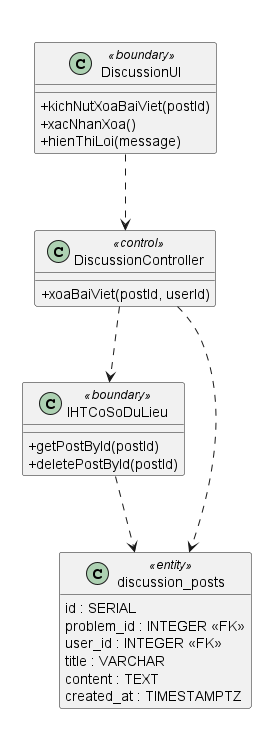 C
«boundary»
DiscussionUI
+kichNutXoaBaiViet(postId)
+xacNhanXoa()
+hienThiLoi(message)
C
«control»
DiscussionController
+xoaBaiViet(postId, userId)
C
«boundary»
IHTCoSoDuLieu
+getPostById(postId)
+deletePostById(postId)
C
«entity»
discussion_posts
id : SERIAL
problem_id : INTEGER «FK»
user_id : INTEGER «FK»
title : VARCHAR
content : TEXT
created_at : TIMESTAMPTZ